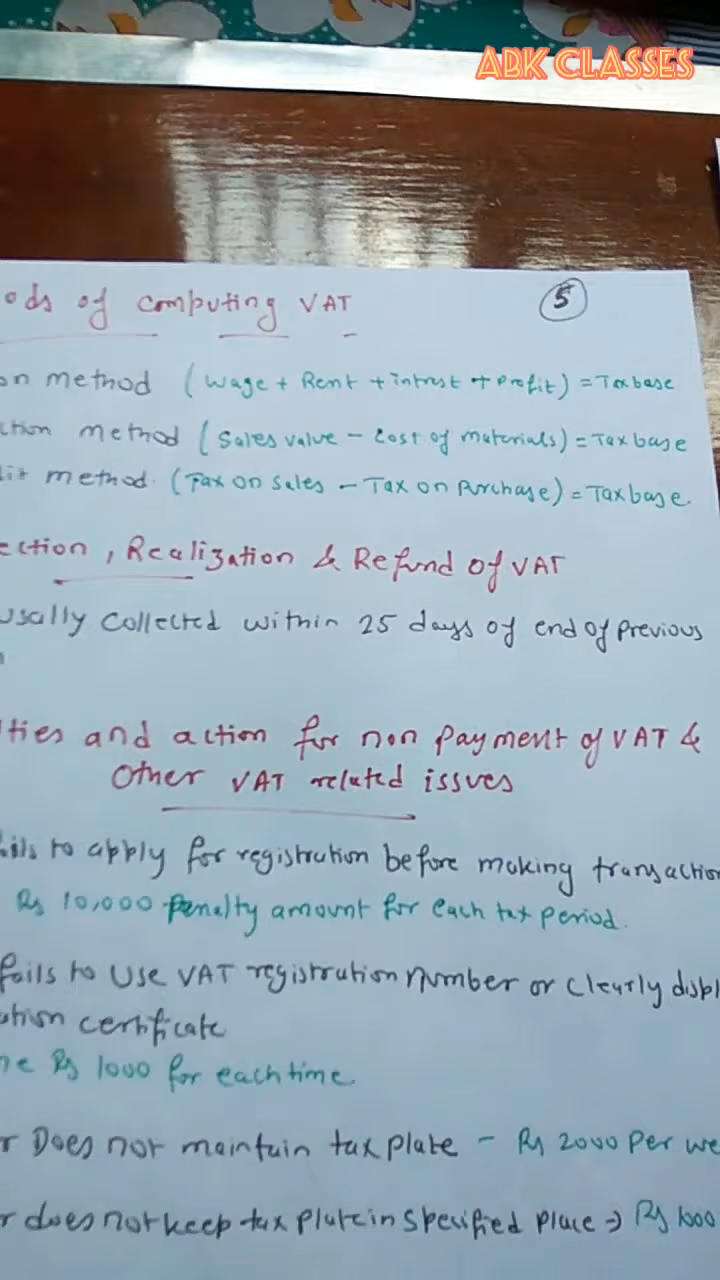 ABK CLASSES
ods of computing VAT
5
on method (Wage + Rent + intrest + Profit) = Taxbase
ction method (Sales value - Cost of materials) = Tax base
dit method. (Tax on Sales - Tax on Purchase) = Tax base.
ection, Realization & Refund of VAT
usally collected within 25 days of end of previous
ties and action for non payment of VAT &
Other VAT related issues
ails to apply for registration before making transaction
Rs 10,000 Penalty amount for each tax period.
fails to Use VAT registration number or clearly displ
ation certificate
ne Rs 1000 for each time.
r Does not maintain tax plate - Rs 2000 Per we
r does not keep tax plate in specified place → Rs 1000